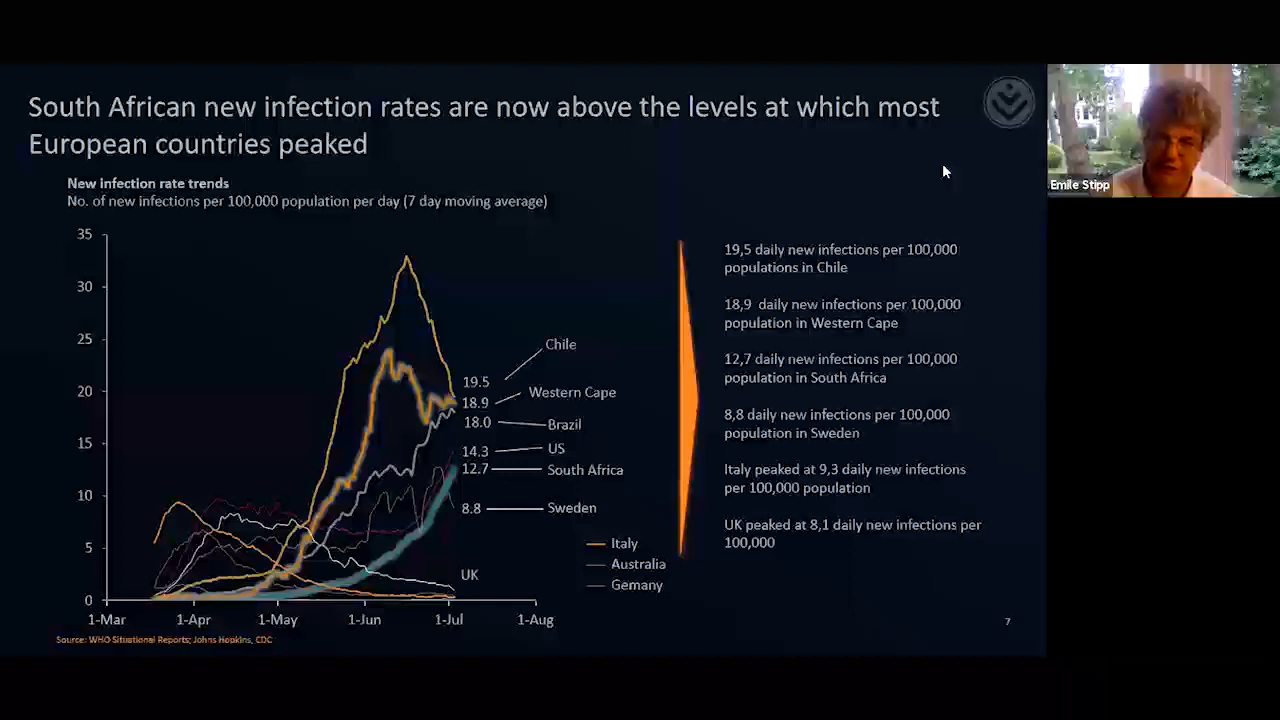 South African new infection rates are now above the levels at which most
European countries peaked
Emile Stipp
New infection rate trends
No. of new infections per 100,000 population per day (7 day moving average)
35
30
25
20
15
10
5
0
1-Mar
1-Apr
1-May
1-Jun
1-Jul
1-Aug
Chile
19.5
Western Cape
18.9
18.0
Brazil
14.3
US
12.7
South Africa
8.8
Sweden
UK
Italy
Australia
Gemany
19,5 daily new infections per 100,000
populations in Chile
18,9 daily new infections per 100,000
population in Western Cape
12,7 daily new infections per 100,000
population in South Africa
8,8 daily new infections per 100,000
population in Sweden
Italy peaked at 9,3 daily new infections
per 100,000 population
UK peaked at 8,1 daily new infections per
100,000
7
Source: WHO Situational Reports; Johns Hopkins, CDC